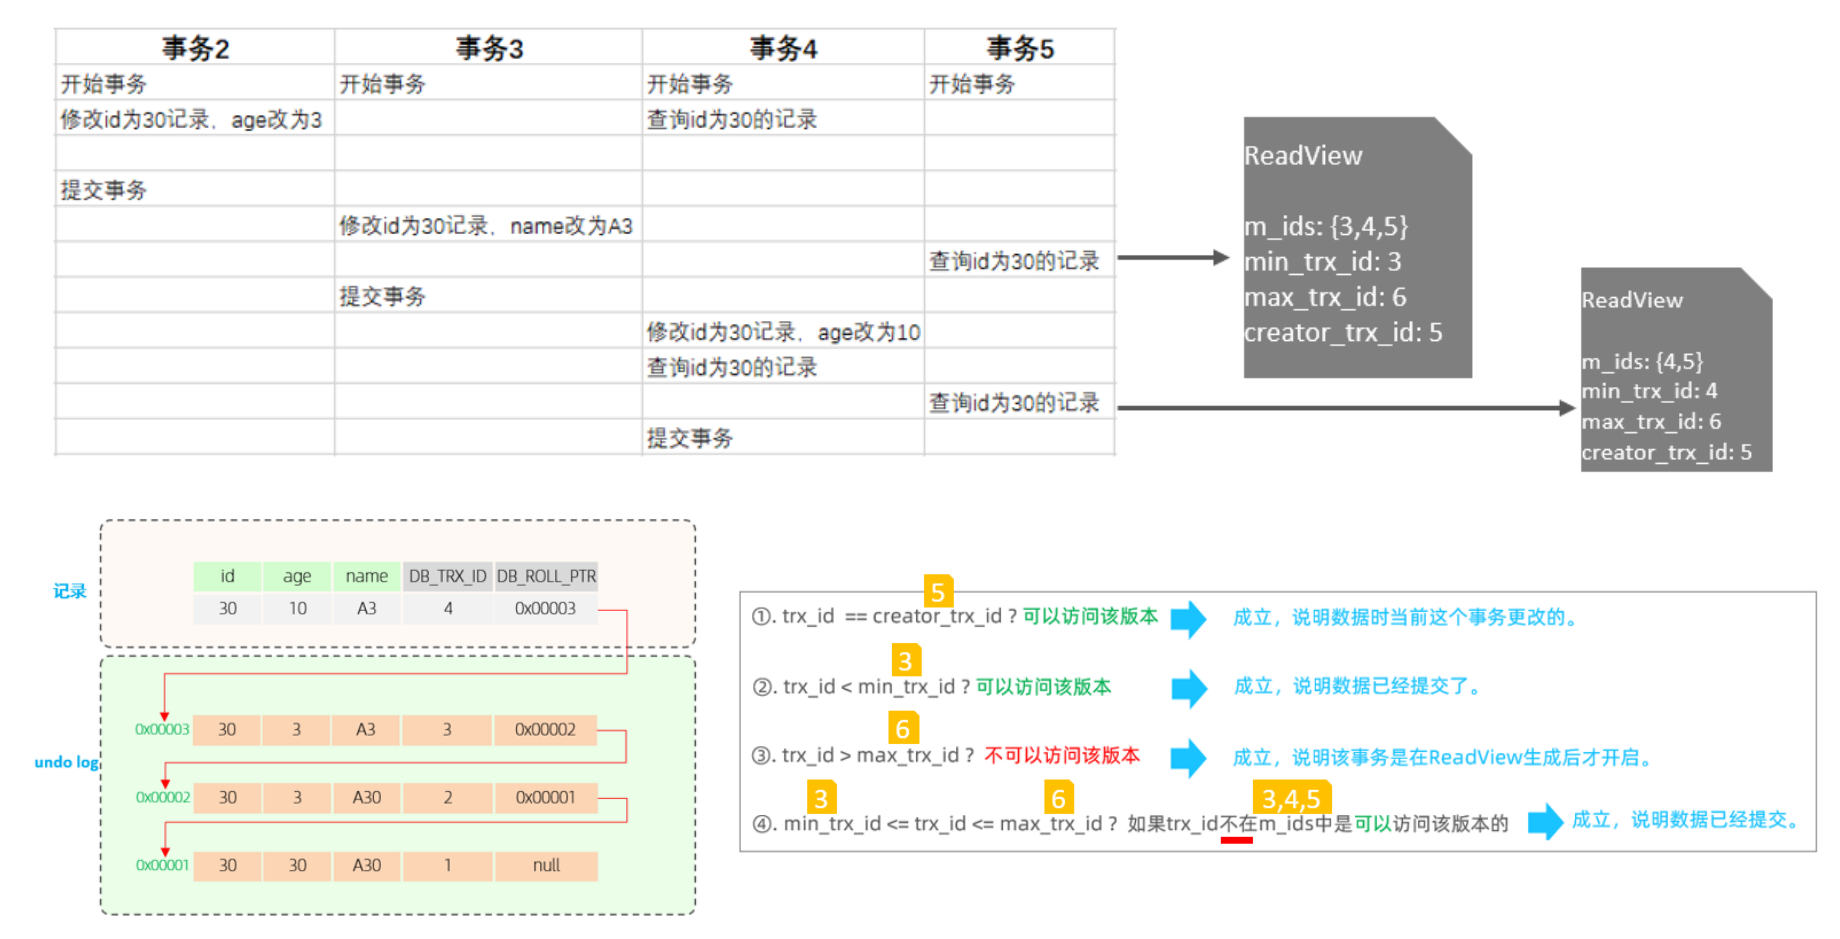 事务2 事务3 事务4 事务5
开始事务 开始事务 开始事务 开始事务
修改id为30记录，age改为3 查询id为30的记录
提交事务
修改id为30记录，name改为A3
查询id为30的记录
提交事务
修改id为30记录，age改为10
查询id为30的记录
查询id为30的记录
提交事务
ReadView
m_ids: {3,4,5}
min_trx_id: 3
max_trx_id: 6
creator_trx_id: 5
ReadView
m_ids: {4,5}
min_trx_id: 4
max_trx_id: 6
creator_trx_id: 5
记录
id age name DB_TRX_ID DB_ROLL_PTR
30 10 A3 4 0x00003
undo log
0x00003 30 3 A3 3 0x00002
0x00002 30 3 A30 2 0x00001
0x00001 30 30 A30 1 null
5
①. trx_id == creator_trx_id ? 可以访问该版本 成立，说明数据时当前这个事务更改的。
3
②. trx_id < min_trx_id ? 可以访问该版本 成立，说明数据已经提交了。
6
③. trx_id > max_trx_id ? 不可以访问该版本 成立，说明该事务是在ReadView生成后才开启。
3 6 3,4,5
④. min_trx_id <= trx_id <= max_trx_id ? 如果trx_id不在m_ids中是可以访问该版本的 成立，说明数据已经提交。